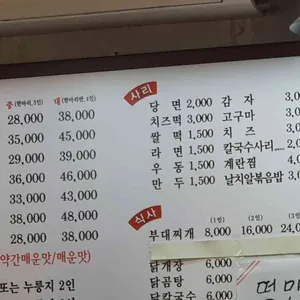 중 (한마리, 3인) 대 (한마리반, 4인)
28,000 38,000
35,000 45,000
29,000 39,000
36,000 46,000
33,000 43,000
38,000 48,000
28,000 38,000
약간매운맛/매운맛)
또는 누룽지 2인
사리
당 면 2,000 감 자
치즈떡 3,000 고구마
쌀 떡 1,500 치 즈
라 면 1,500 칼국수사리
우 동 1,500 계란찜
만 두 1,500 날치알볶음밥 3,0
식사
(1인) (2인) (3인
부대찌개 8,000 16,000 24,0
닭개장 6,000
닭곰탕 6,000
닭칼국수 6,000